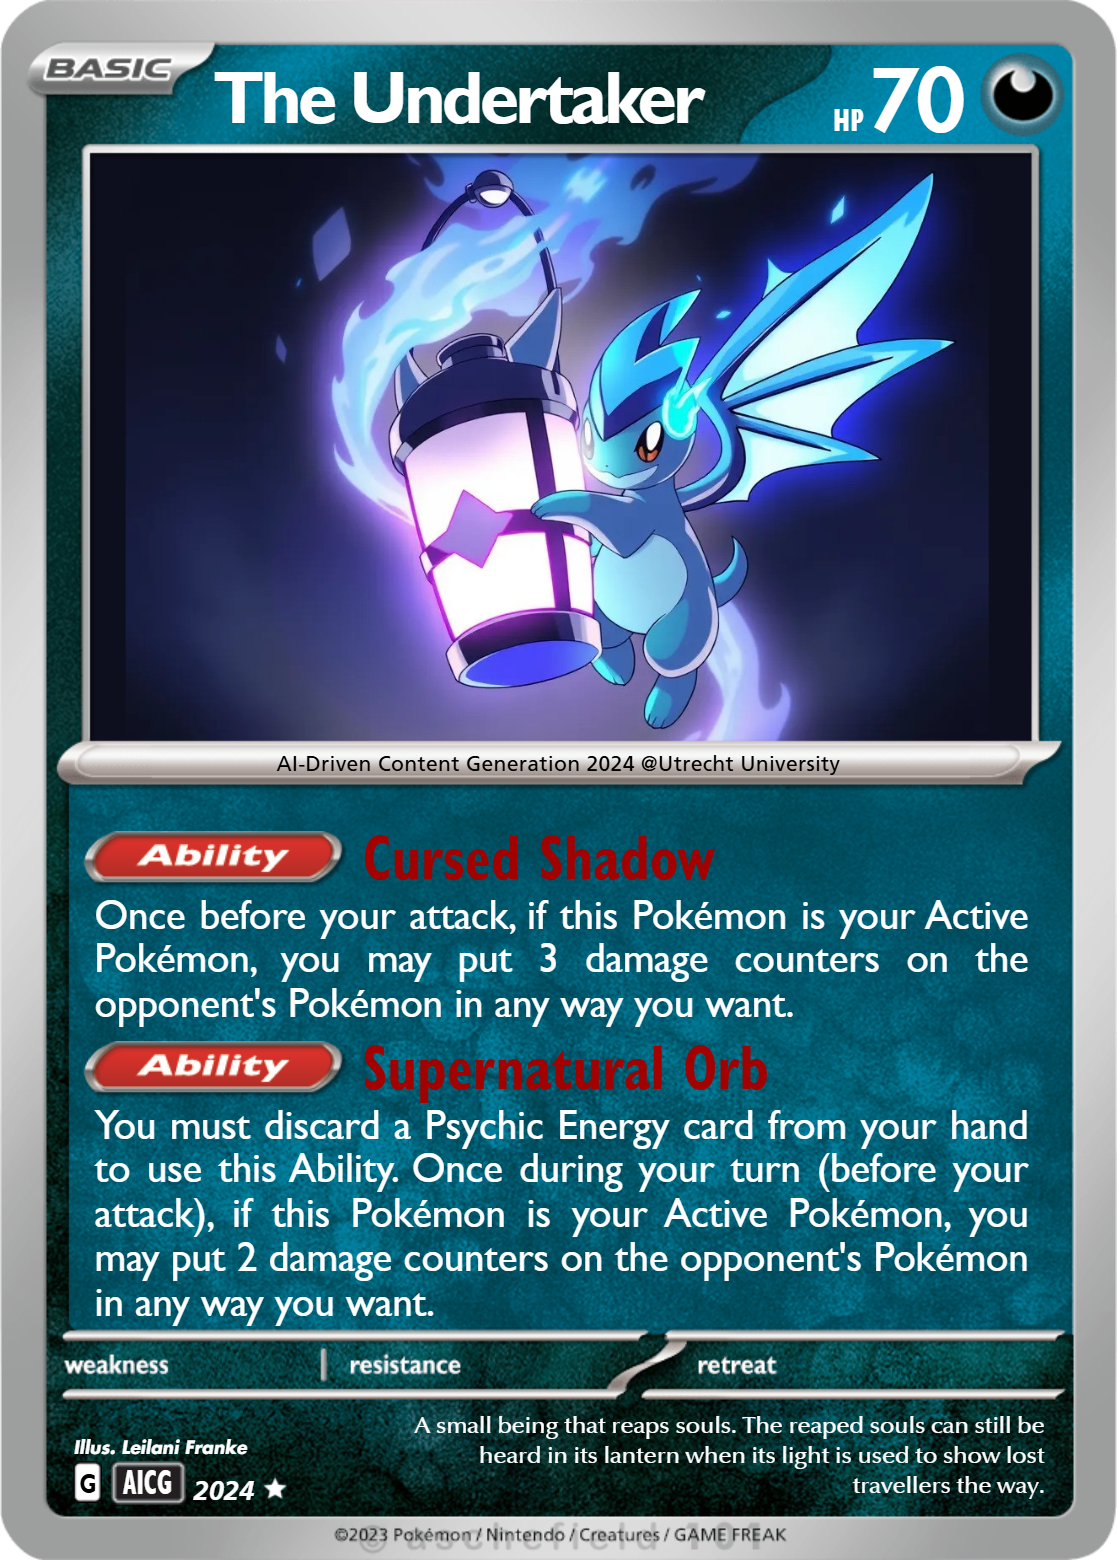 BASIC
The Undertaker
HP 70
AI-Driven Content Generation 2024 @Utrecht University
Ability Cursed Shadow
Once before your attack, if this Pokémon is your Active
Pokémon, you may put 3 damage counters on the
opponent's Pokémon in any way you want.
Ability Supernatural Orb
You must discard a Psychic Energy card from your hand
to use this Ability. Once during your turn (before your
attack), if this Pokémon is your Active Pokémon, you
may put 2 damage counters on the opponent's Pokémon
in any way you want.
weakness resistance retreat
A small being that reaps souls. The reaped souls can still be
heard in its lantern when its light is used to show lost
travellers the way.
Illus. Leilani Franke
G AICG 2024
©2023 Pokémon / Nintendo / Creatures / GAME FREAK